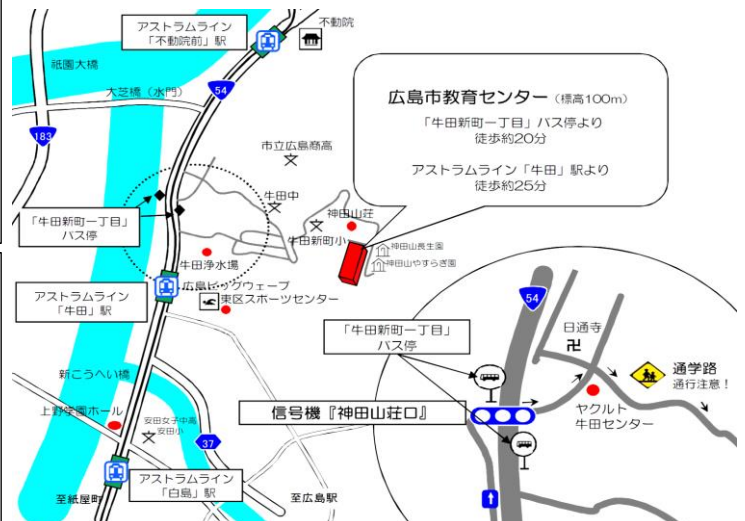 アストラムライン
「不動院前」駅
不動院
祇園大橋
54
大芝橋（水門）
183
広島市教育センター（標高100m）
「牛田新町一丁目」バス停より
徒歩約20分
アストラムライン「牛田」駅より
徒歩約25分
市立広島商高
牛田中
神田山荘
「牛田新町一丁目」
バス停
牛田新町小
神田山長生園
神田山やすらぎ園
牛田浄水場
広島ビッグウェーブ
東区スポーツセンター
アストラムライン
「牛田」駅
54
「牛田新町一丁目」
バス停
日通寺
卍
通学路
通行注意！
新こうへい橋
上野学園ホール
安田女子中高
安田小
信号機『神田山荘口』
ヤクルト
牛田センター
37
アストラムライン
「白島」駅
至紙屋町
至広島駅